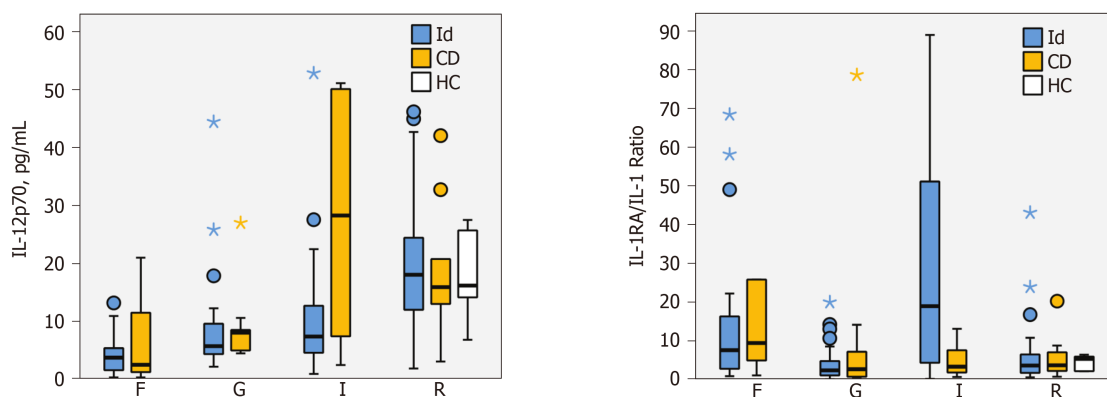 IL-12p70, pg/mL
60
50
40
30
20
10
0
Id
CD
HC
F G I R
IL-1RA/IL-1 Ratio
90
80
70
60
50
40
30
20
10
0
Id
CD
HC
F G I R